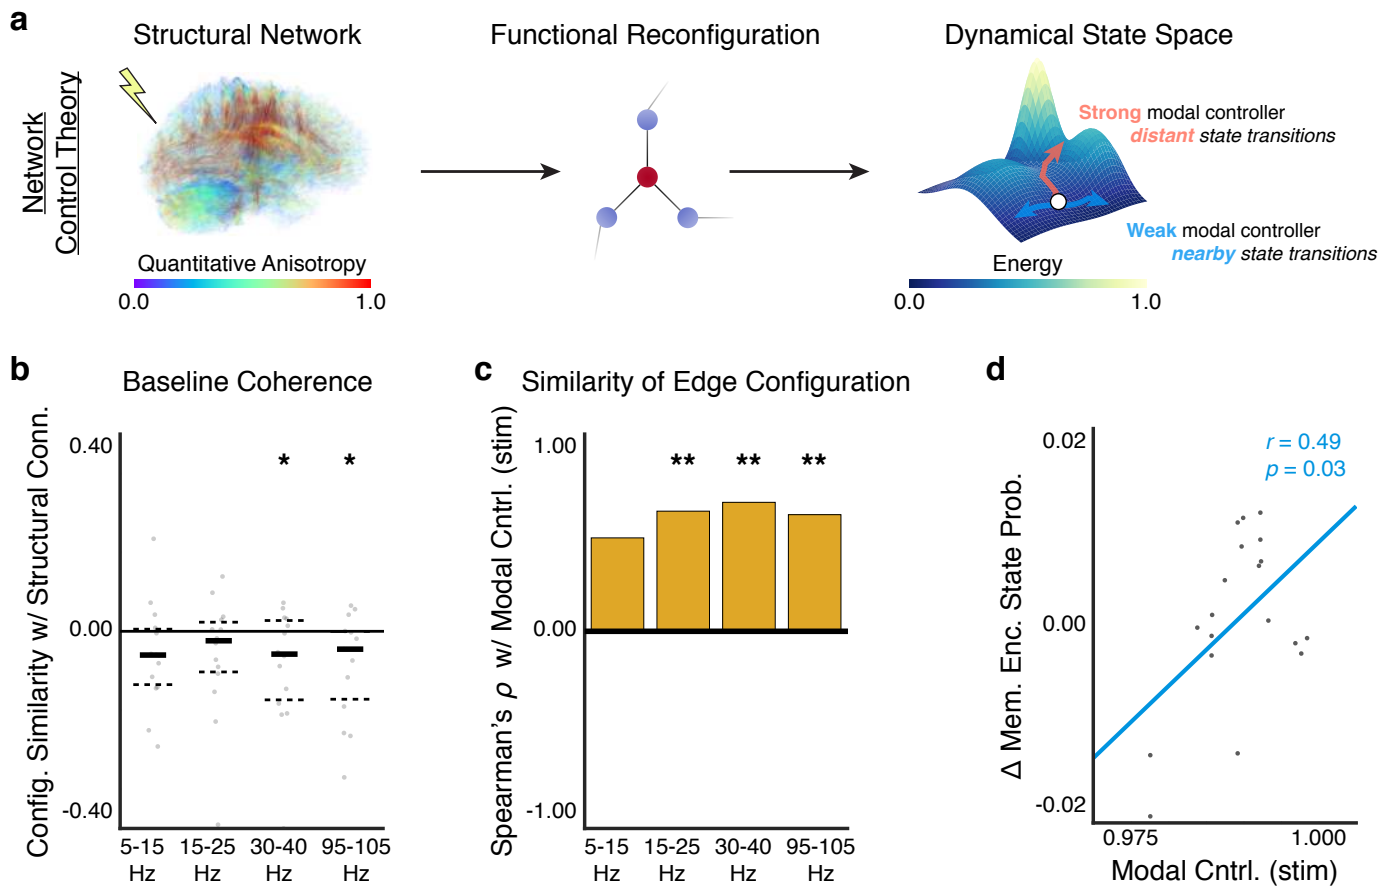 a
Structural Network
Functional Reconfiguration
Dynamical State Space
Network
Control Theory
Strong modal controller
distant state transitions
Weak modal controller
nearby state transitions
Quantitative Anisotropy
0.0
1.0
Energy
0.0
1.0
b
Baseline Coherence
Config. Similarity w/ Structural Conn.
0.40
0.00
-0.40
* *
5-15 15-25 30-40 95-105
Hz Hz Hz Hz
c
Similarity of Edge Configuration
Spearman's ρ w/ Modal Cntrl. (stim)
1.00
0.00
-1.00
** ** **
5-15 15-25 30-40 95-105
Hz Hz Hz Hz
d
Δ Mem. Enc. State Prob.
0.02
0.00
-0.02
r = 0.49
p = 0.03
0.975 1.000
Modal Cntrl. (stim)